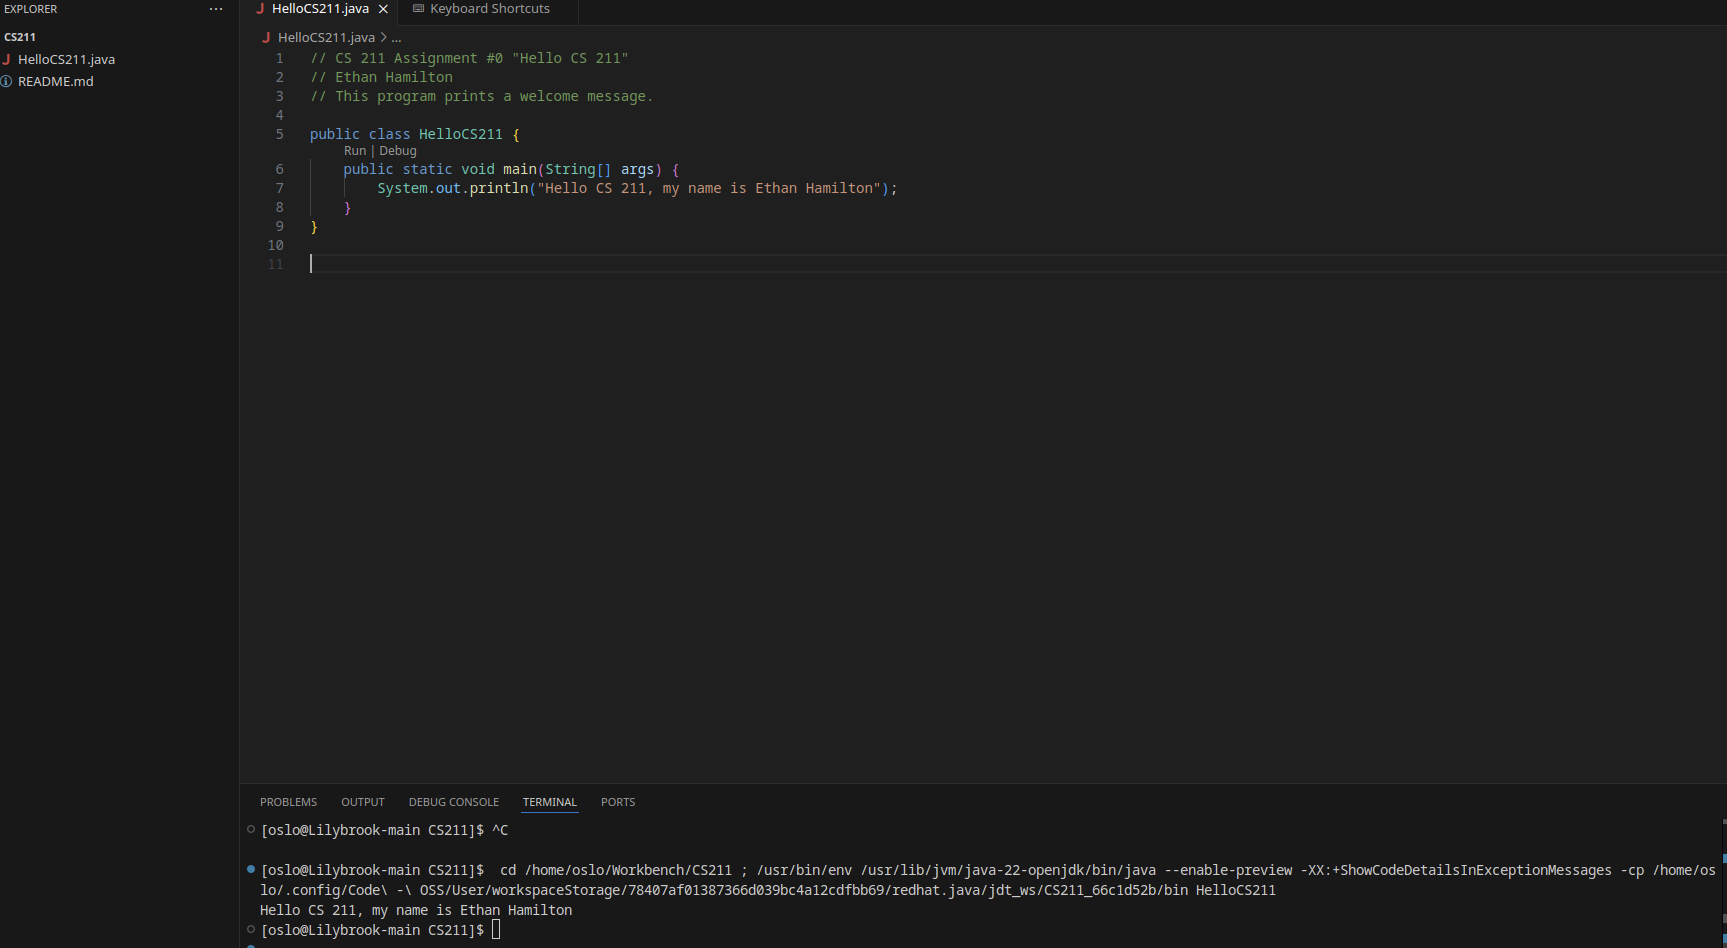 EXPLORER ...
CS211
J HelloCS211.java
README.md
J HelloCS211.java × Keyboard Shortcuts
J HelloCS211.java > ...
1 // CS 211 Assignment #0 "Hello CS 211"
2 // Ethan Hamilton
3 // This program prints a welcome message.
4
5 public class HelloCS211 {
Run | Debug
6 public static void main(String[] args) {
7 System.out.println("Hello CS 211, my name is Ethan Hamilton");
8 }
9 }
10
11
PROBLEMS OUTPUT DEBUG CONSOLE TERMINAL PORTS
[oslo@Lilybrook-main CS211]$ ^C
[oslo@Lilybrook-main CS211]$  cd /home/oslo/Workbench/CS211 ; /usr/bin/env /usr/lib/jvm/java-22-openjdk/bin/java --enable-preview -XX:+ShowCodeDetailsInExceptionMessages -cp /home/os
lo/.config/Code\ -\ OSS/User/workspaceStorage/78407af01387366d039bc4a12cdfbb69/redhat.java/jdt_ws/CS211_66c1d52b/bin HelloCS211
Hello CS 211, my name is Ethan Hamilton
[oslo@Lilybrook-main CS211]$